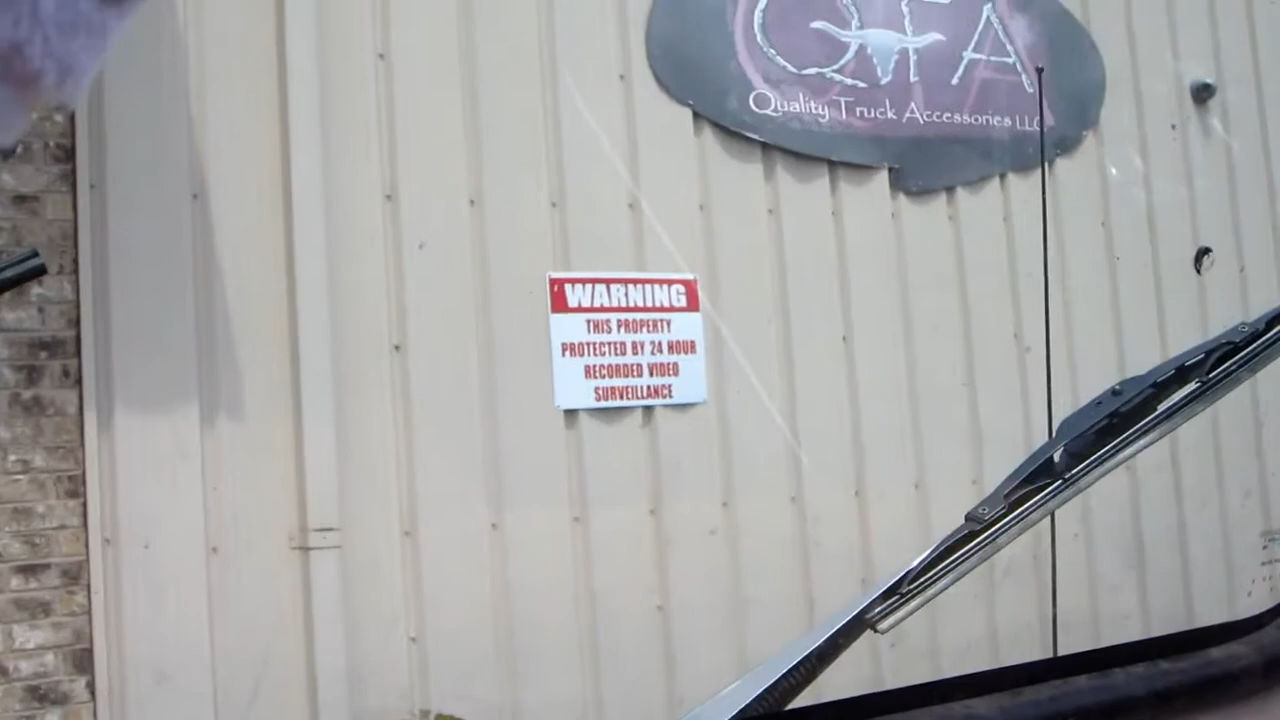 QTA
Quality Truck Accessories LLC
WARNING
THIS PROPERTY
PROTECTED BY 24 HOUR
RECORDED VIDEO
SURVEILLANCE